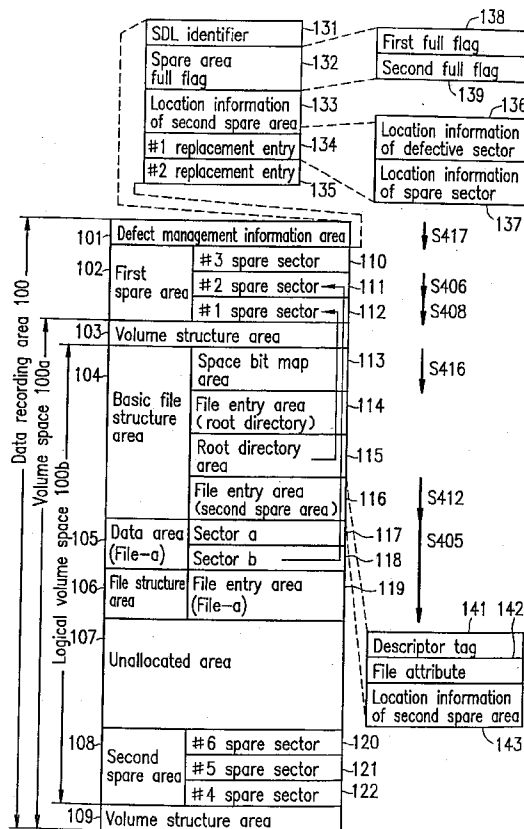 131
SDL identifier
138
132
Spare area
full flag
First full flag
Second full flag
139
133
Location information
of second spare area
136
#1 replacement entry
134
#2 replacement entry
135
Location information
of defective sector
Location information
of spare sector
137
101
Defect management information area
S417
102
First
spare area
#3 spare sector
110
#2 spare sector
111
S406
#1 spare sector
112
S408
103
Volume structure area
113
104
Basic file
structure
area
Space bit map
area
S416
File entry area
(root directory)
114
Root directory
area
115
File entry area
(second spare area)
116
S412
105
Data area
(File-a)
Sector a
117
Sector b
118
S405
106
File structure
area
File entry area
(File-a)
119
107
Unallocated area
141
142
Descriptor tag
File attribute
Location information
of second spare area
143
108
Second
spare area
#6 spare sector
120
#5 spare sector
121
#4 spare sector
122
109
Volume structure area
Data recording area 100
Volume space 100a
Logical volume space 100b